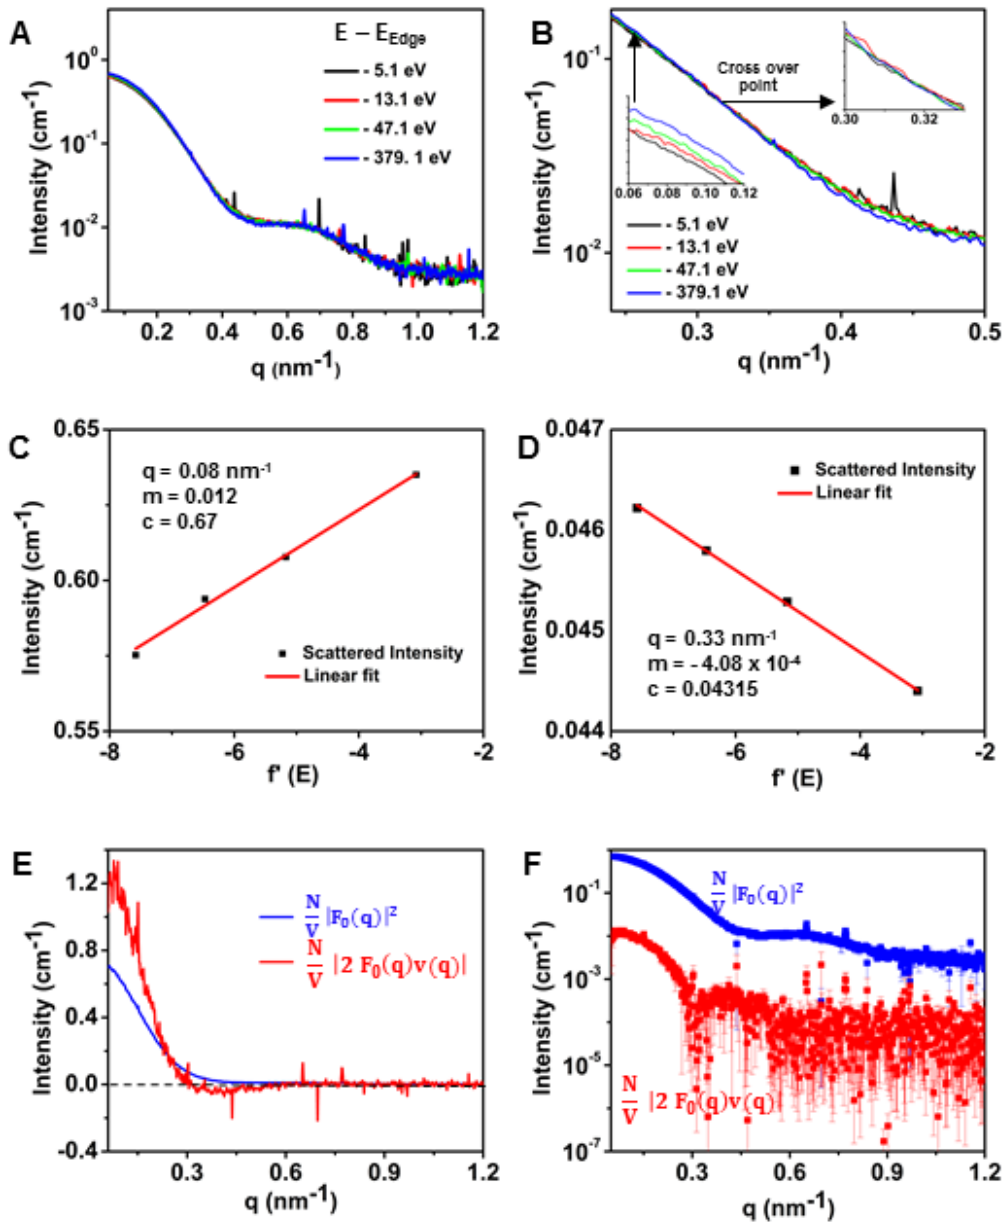 A
E – E_Edge
- 5.1 eV
- 13.1 eV
- 47.1 eV
- 379. 1 eV
Intensity (cm⁻¹)
10⁰
10⁻¹
10⁻²
10⁻³
0.2 0.4 0.6 0.8 1.0 1.2
q (nm⁻¹)
B
Cross over
point
0.30 0.32
0.06 0.08 0.10 0.12
- 5.1 eV
- 13.1 eV
- 47.1 eV
- 379.1 eV
Intensity (cm⁻¹)
10⁻¹
10⁻²
0.3 0.4 0.5
q (nm⁻¹)
C
q = 0.08 nm⁻¹
m = 0.012
c = 0.67
Scattered Intensity
Linear fit
Intensity (cm⁻¹)
0.65
0.60
0.55
-8 -6 -4 -2
f' (E)
D
Scattered Intensity
Linear fit
q = 0.33 nm⁻¹
m = - 4.08 x 10⁻⁴
c = 0.04315
Intensity (cm⁻¹)
0.047
0.046
0.045
0.044
-8 -6 -4 -2
f' (E)
E
N/V |F₀(q)|²
N/V |2 F₀(q)v(q)|
Intensity (cm⁻¹)
1.2
0.8
0.4
0.0
-0.4
0.3 0.6 0.9 1.2
q (nm⁻¹)
F
N/V |F₀(q)|²
N/V |2 F₀(q)v(q)
Intensity (cm⁻¹)
10⁻¹
10⁻³
10⁻⁵
10⁻⁷
0.3 0.6 0.9 1.2
q (nm⁻¹)